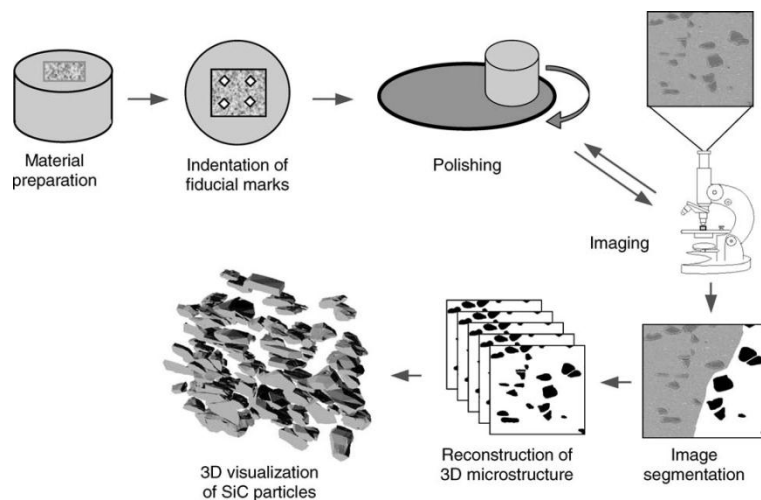 Material
preparation
Indentation of
fiducial marks
Polishing
Imaging
Image
segmentation
Reconstruction of
3D microstructure
3D visualization
of SiC particles